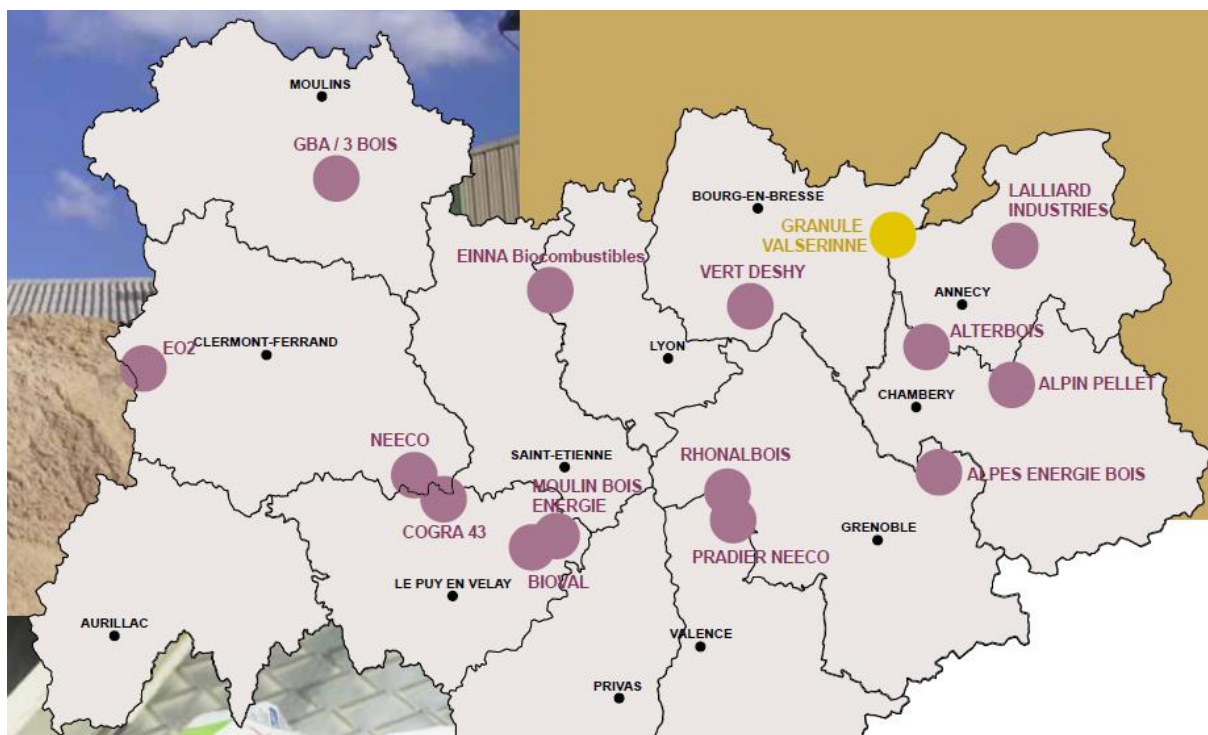 MOULINS
GBA / 3 BOIS
BOURG-EN-BRESSE
LALLIARD
INDUSTRIES
GRANULE
VALSERINNE
EINNA Biocombustibles
VERT DESHY
ANNECY
ALTERBOIS
EO2
CLERMONT-FERRAND
LYON
ALPIN PELLET
CHAMBERY
NEECO
SAINT-ETIENNE
RHONALBOIS
ALPES ENERGIE BOIS
MOULIN BOIS
ENERGIE
COGRA 43
GRENOBLE
PRADIER NEECO
BIOVAL
LE PUY EN VELAY
AURILLAC
VALENCE
PRIVAS